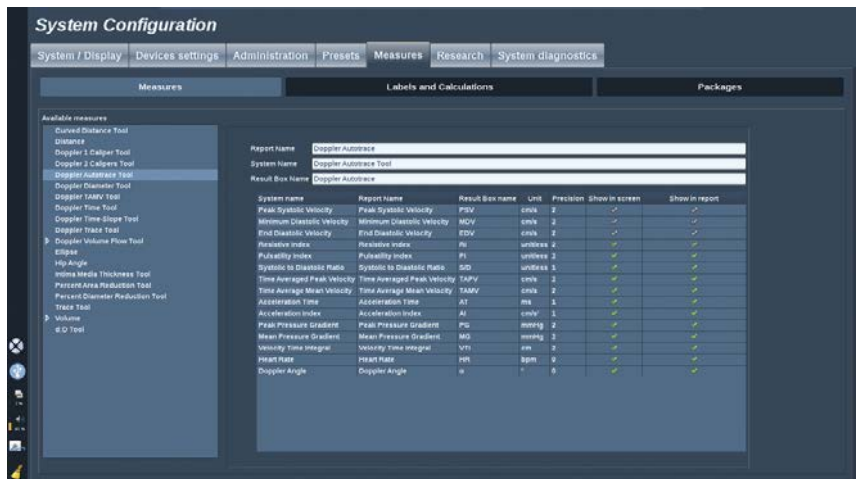 System Configuration
System / Display Devices settings Administration Presets Measures Research System diagnostics
Measures Labels and Calculations Packages
Available measures
Curved Distance Tool
Distance
Doppler 1 Caliper Tool
Doppler 2 Calipers Tool
Doppler Autotrace Tool
Doppler Diameter Tool
Doppler TAMV Tool
Doppler Time Tool
Doppler Time-Slope Tool
Doppler Trace Tool
Doppler Volume Flow Tool
Ellipse
Hip Angle
Intima Media Thickness Tool
Percent Area Reduction Tool
Percent Diameter Reduction Tool
Trace Tool
Volume
d:D Tool
Report Name Doppler Autotrace
System Name Doppler Autotrace Tool
Result Box Name Doppler Autotrace
System name Report Name Result Box name Unit Precision Show in screen Show in report
Peak Systolic Velocity Peak Systolic Velocity PSV cm/s 2
Minimum Diastolic Velocity Minimum Diastolic Velocity MDV cm/s 2
End Diastolic Velocity End Diastolic Velocity EDV cm/s 2
Resistive Index Resistive Index RI unitless 2
Pulsatility Index Pulsatility Index PI unitless 2
Systolic to Diastolic Ratio Systolic to Diastolic Ratio S/D unitless 1
Time Averaged Peak Velocity Time Averaged Peak Velocity TAPV cm/s 2
Time Average Mean Velocity Time Average Mean Velocity TAMV cm/s 2
Acceleration Time Acceleration Time AT ms 1
Acceleration Index Acceleration Index AI cm/s² 1
Peak Pressure Gradient Peak Pressure Gradient PG mmHg 2
Mean Pressure Gradient Mean Pressure Gradient MG mmHg 2
Velocity Time Integral Velocity Time Integral VTI cm 2
Heart Rate Heart Rate HR bpm 0
Doppler Angle Doppler Angle α ° 0